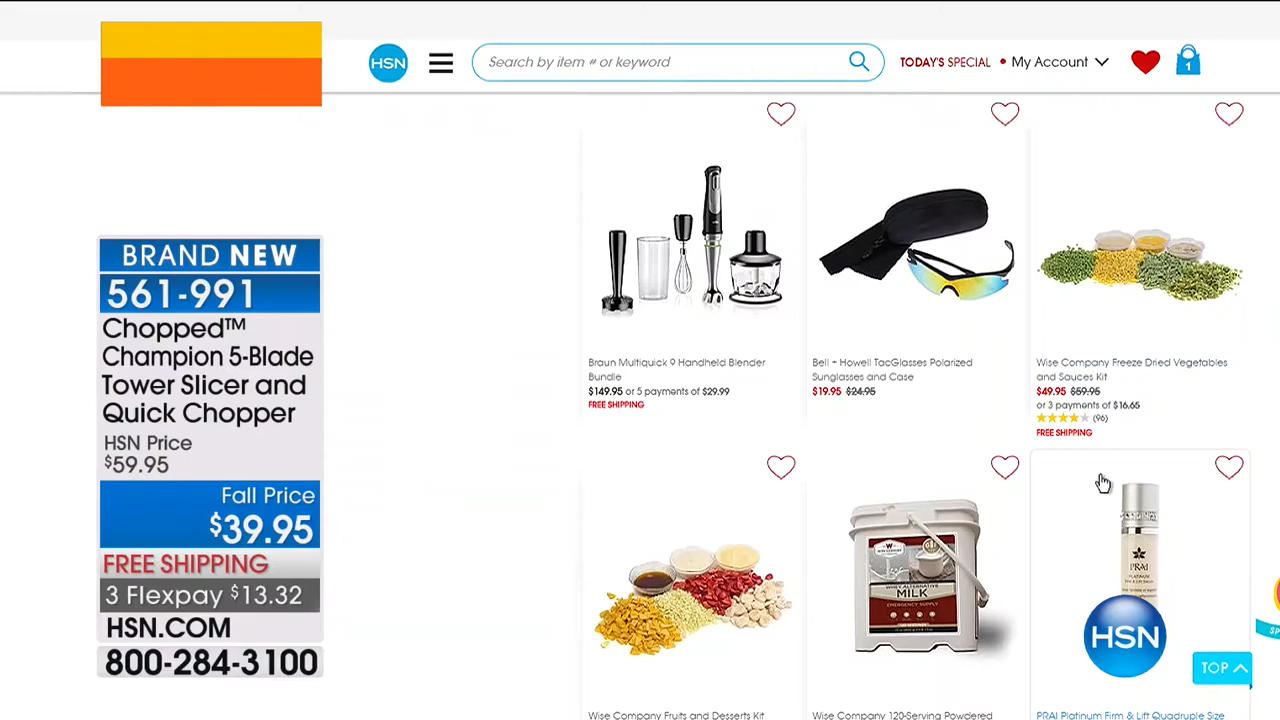 HSN
Search by item # or keyword
TODAY'S SPECIAL • My Account
1
BRAND NEW
561-991
Chopped™
Champion 5-Blade
Tower Slicer and
Quick Chopper
HSN Price
$59.95
Fall Price
$39.95
FREE SHIPPING
3 Flexpay $13.32
HSN.COM
800-284-3100
Braun Multiquick 9 Handheld Blender
Bundle
$149.95 or 5 payments of $29.99
FREE SHIPPING
Bell + Howell TacGlasses Polarized
Sunglasses and Case
$19.95 $24.95
Wise Company Freeze Dried Vegetables
and Sauces Kit
$49.95 $59.95
or 3 payments of $16.65
(96)
FREE SHIPPING
MILK
EMERGENCY SUPPLY
PRAI
PLATINUM
HSN
TOP
Wise Company Fruits and Desserts Kit
Wise Company 120-Serving Powdered
PRAI Platinum Firm & Lift Quadruple Size